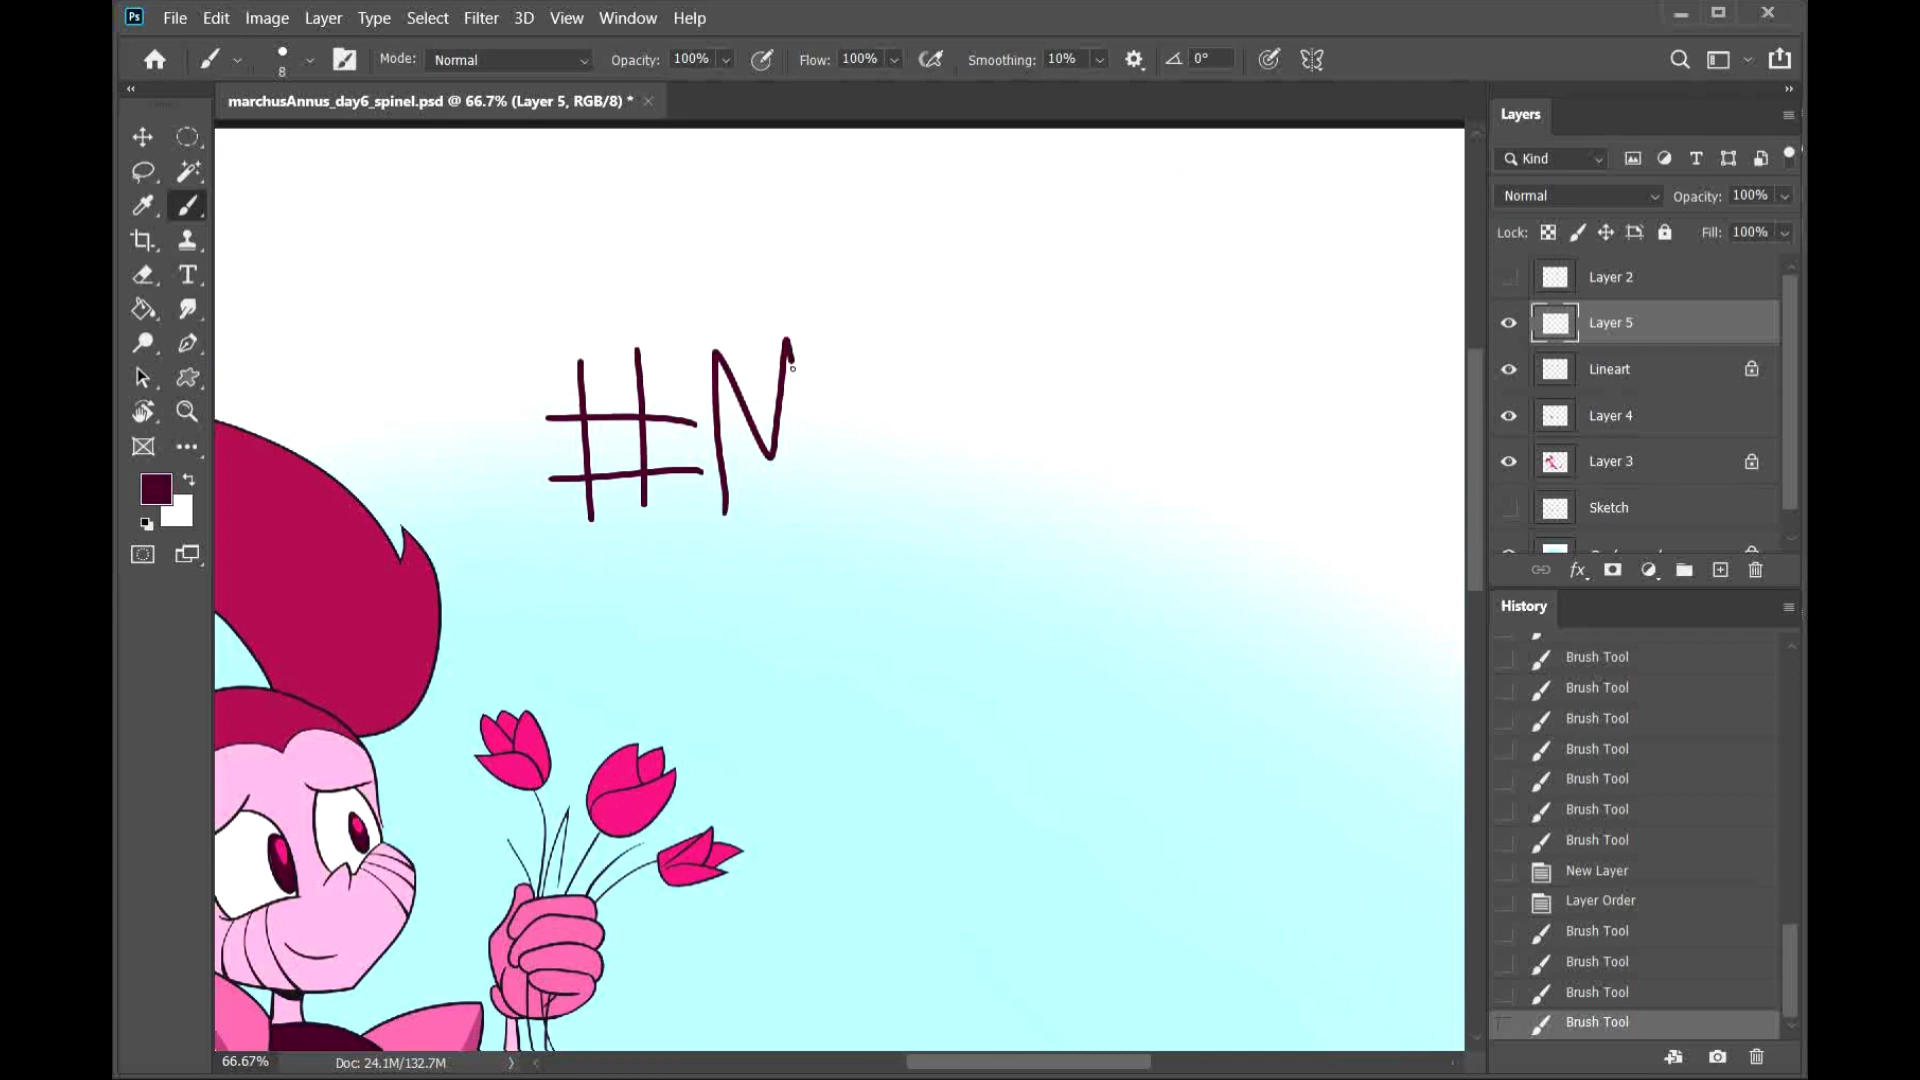 Ps File Edit Image Layer Type Select Filter 3D View Window Help
8 Mode: Normal Opacity: 100% Flow: 100% Smoothing: 10% 0°
marchusAnnus_day6_spinel.psd @ 66.7% (Layer 5, RGB/8) *
#N
66.67% Doc: 24.1M/132.7M
Layers
Kind
Normal Opacity: 100%
Lock: Fill: 100%
Layer 2
Layer 5
Lineart
Layer 4
Layer 3
Sketch
History
Brush Tool
Brush Tool
Brush Tool
Brush Tool
Brush Tool
Brush Tool
Brush Tool
New Layer
Layer Order
Brush Tool
Brush Tool
Brush Tool
Brush Tool